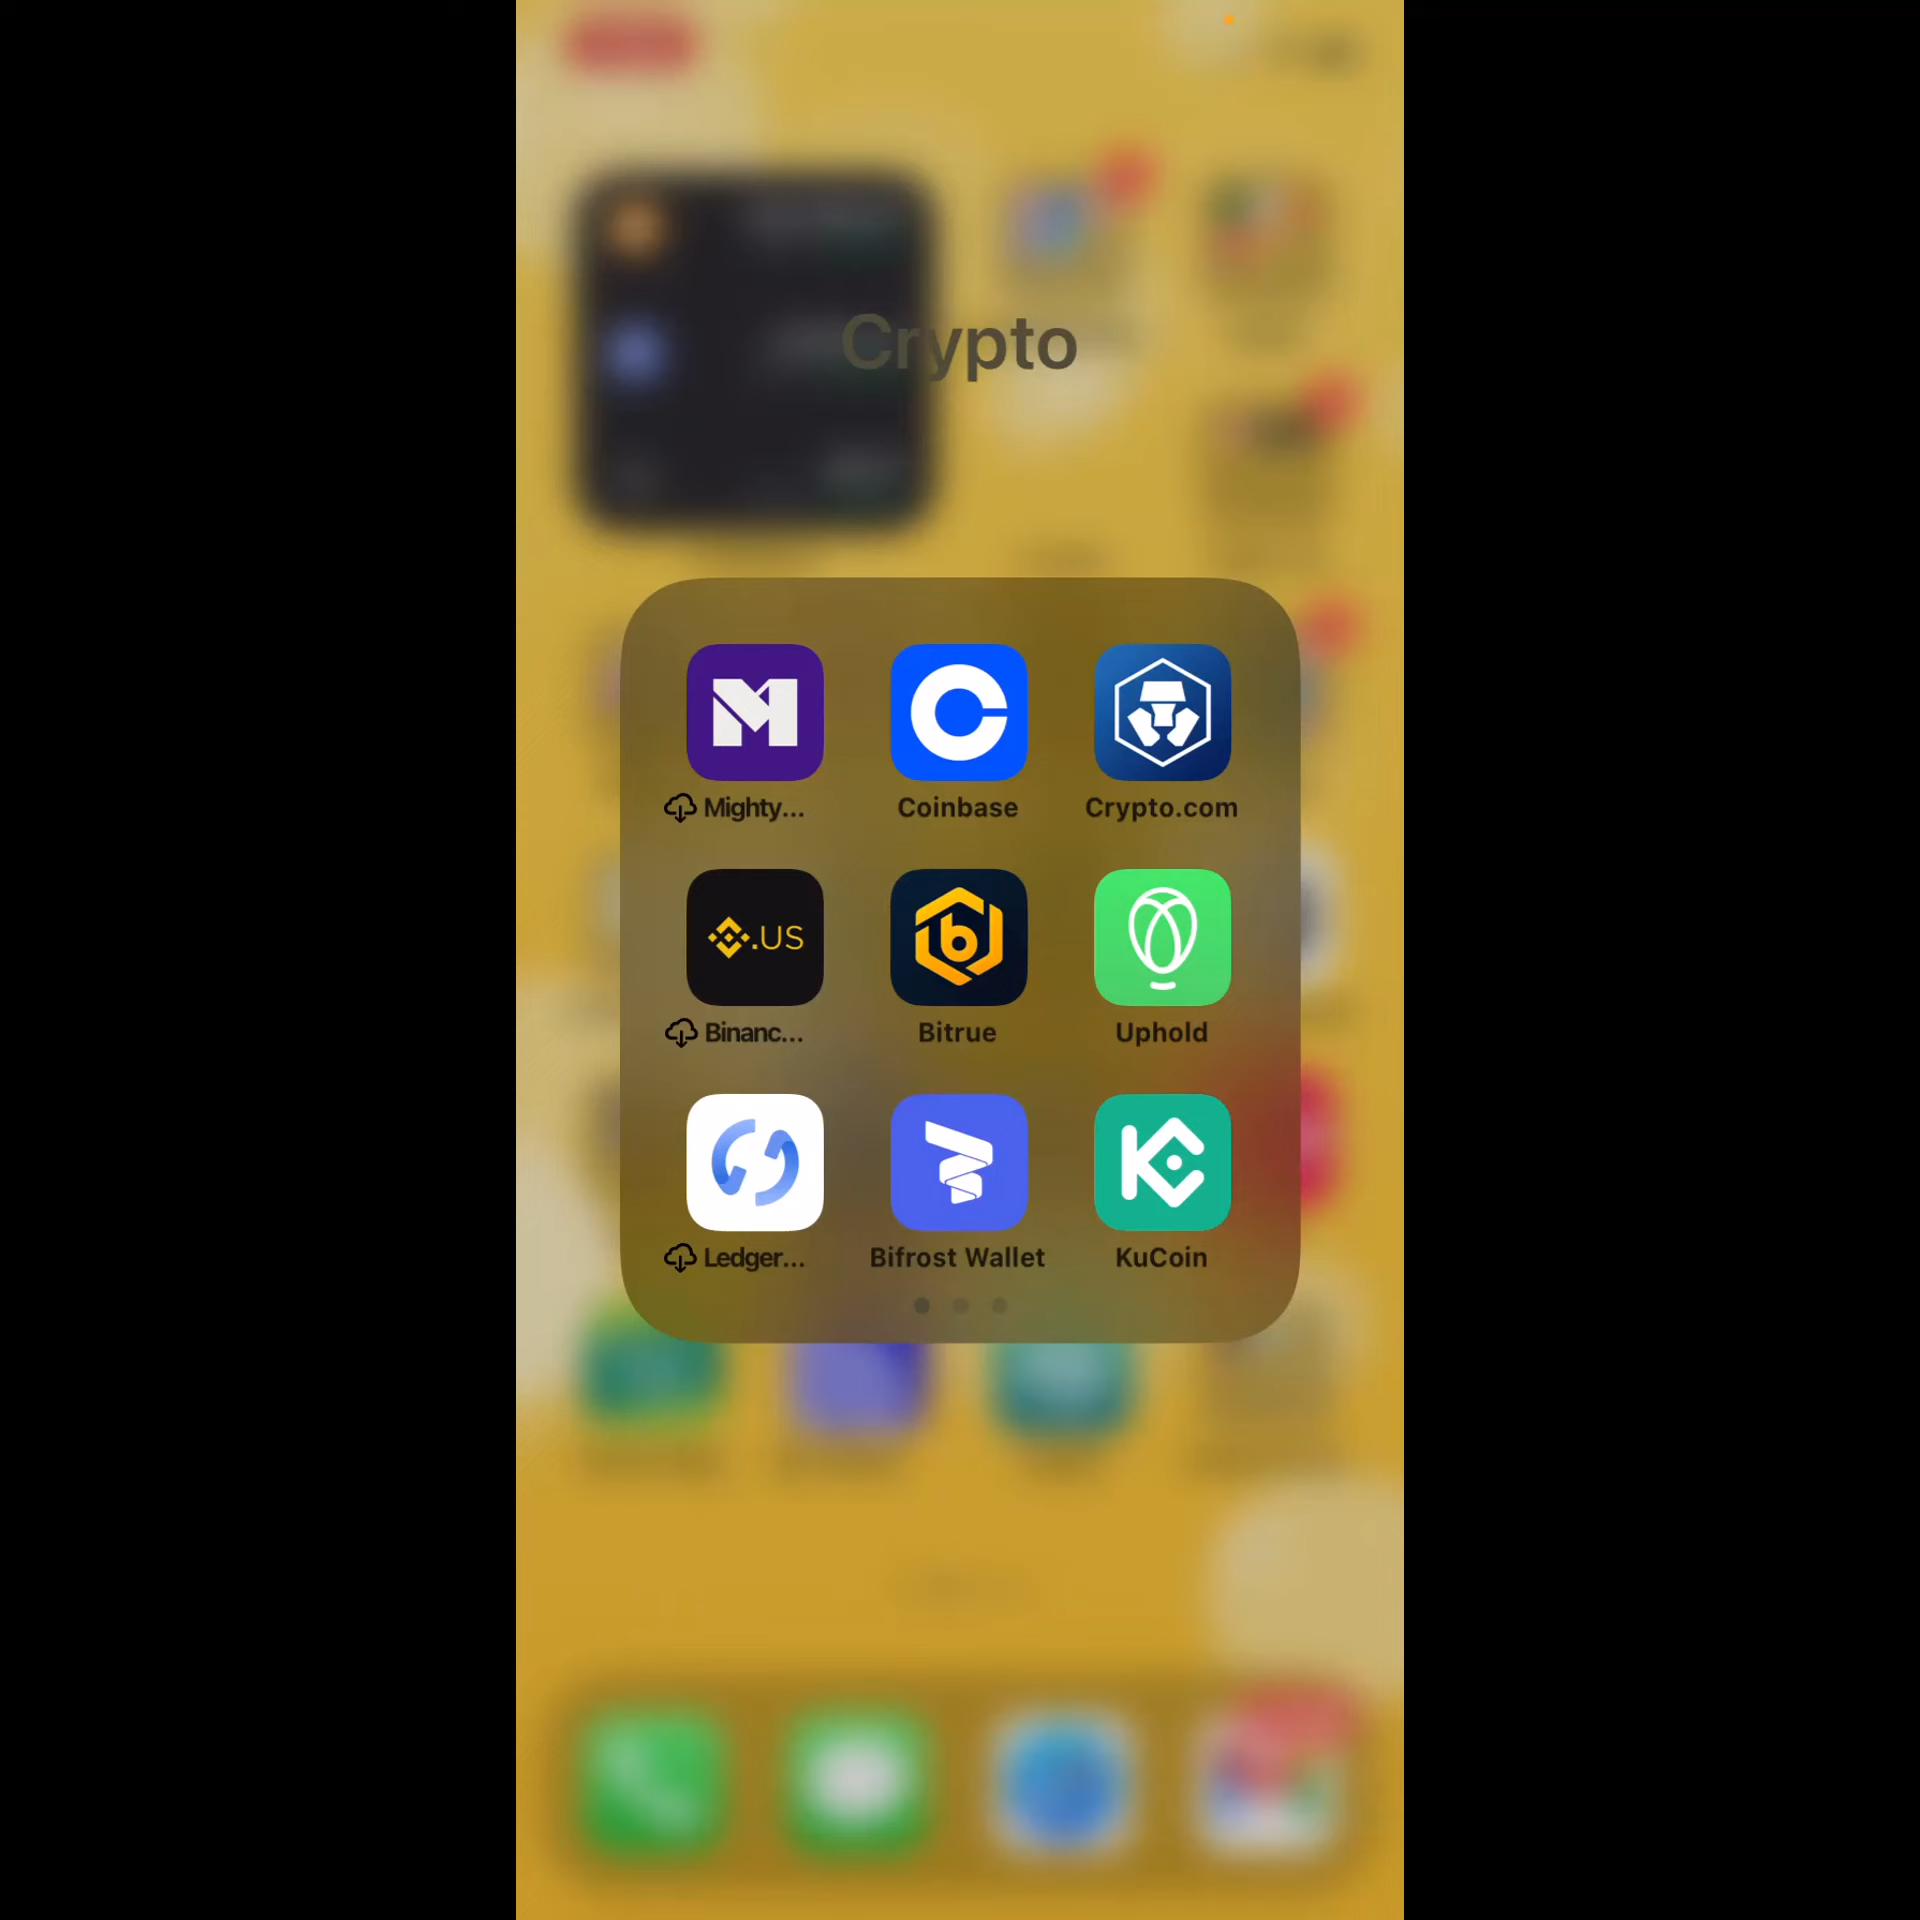 Crypto
Mighty...
Coinbase
Crypto.com
.US
Binanc...
Bitrue
Uphold
Ledger...
Bifrost Wallet
KuCoin